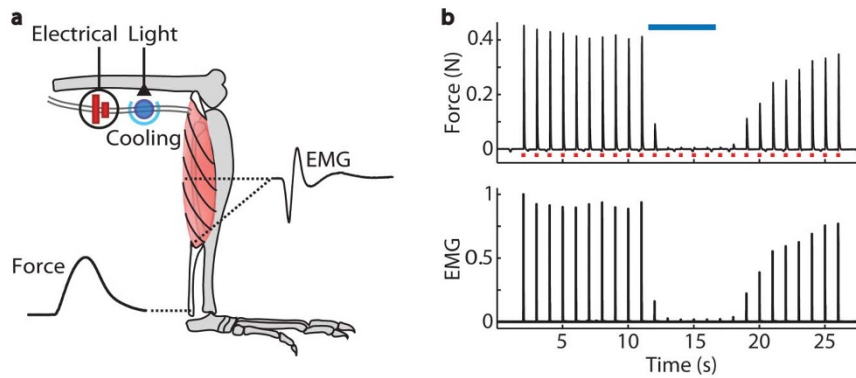 a
Electrical Light
Cooling
EMG
Force
b
Force (N)
0.4
0.2
0
EMG
1
0.5
0
5 10 15 20 25
Time (s)